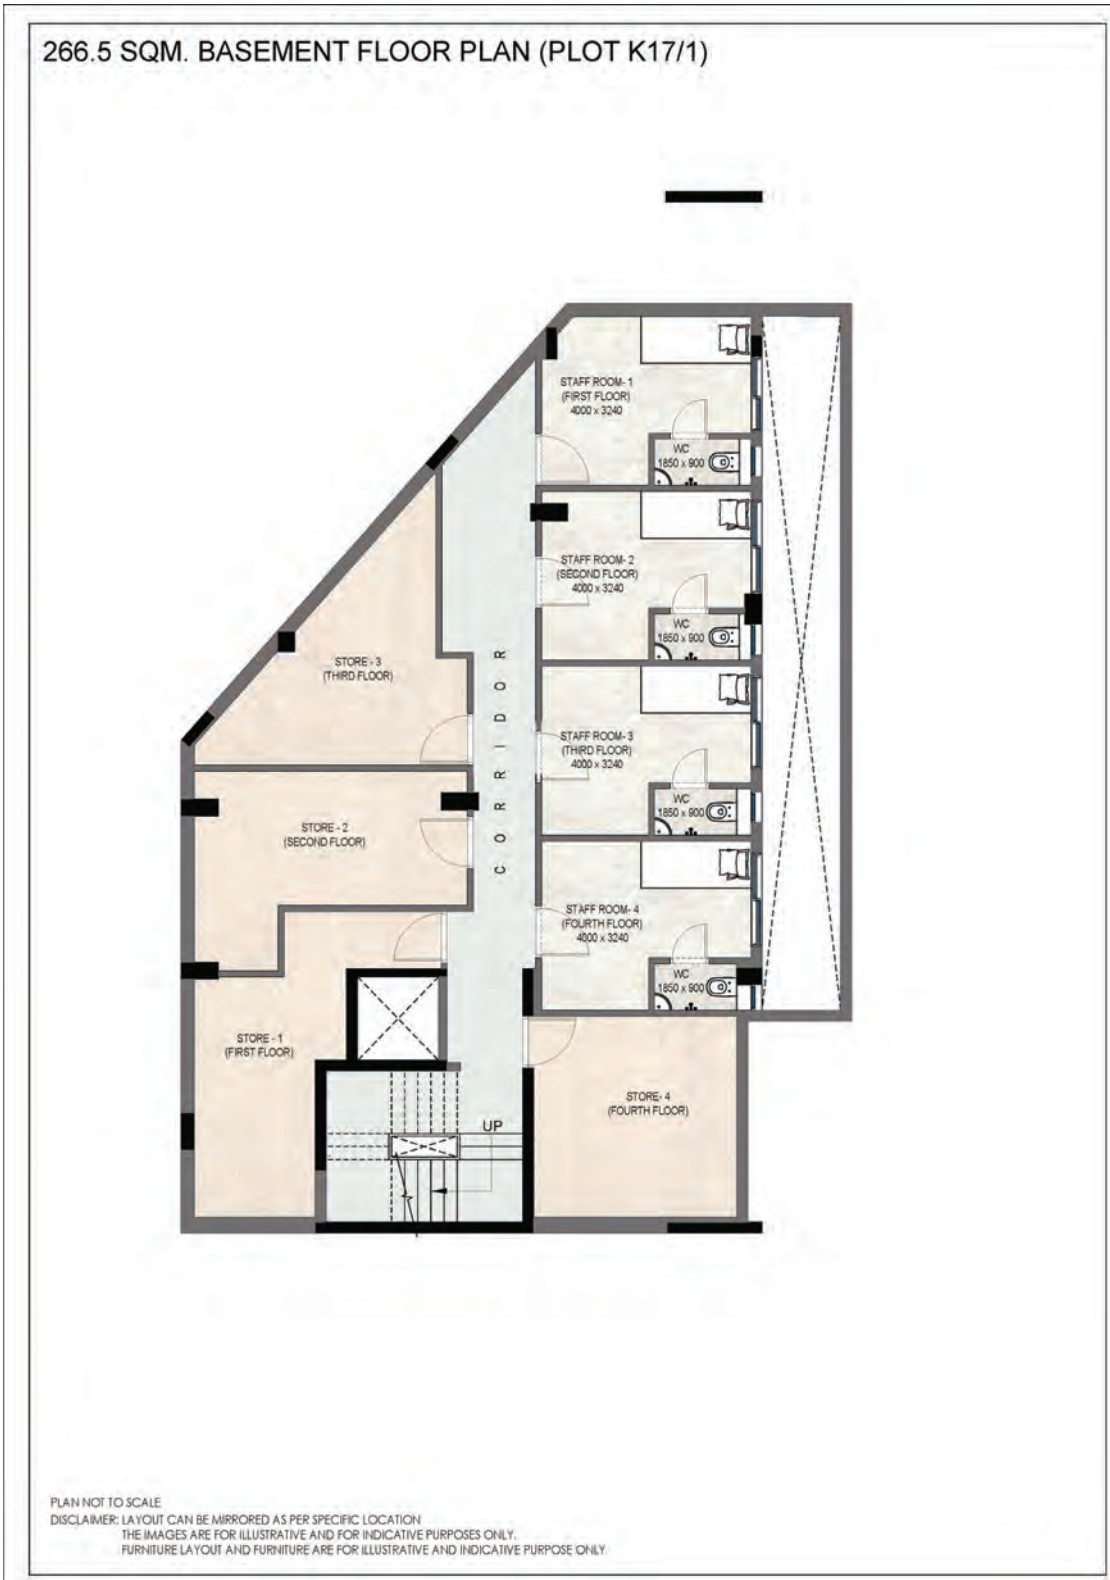 266.5 SQM. BASEMENT FLOOR PLAN (PLOT K17/1)
STAFF ROOM- 1
(FIRST FLOOR)
4000 x 3240
WC
1850 x 900
STAFF ROOM- 2
(SECOND FLOOR)
4000 x 3240
WC
1850 x 900
STORE - 3
(THIRD FLOOR)
CORRIDOR
STAFF ROOM- 3
(THIRD FLOOR)
4000 x 3240
WC
1850 x 900
STORE - 2
(SECOND FLOOR)
STAFF ROOM- 4
(FOURTH FLOOR)
4000 x 3240
WC
1850 x 900
STORE - 1
(FIRST FLOOR)
STORE- 4
(FOURTH FLOOR)
UP
PLAN NOT TO SCALE
DISCLAIMER: LAYOUT CAN BE MIRRORED AS PER SPECIFIC LOCATION
THE IMAGES ARE FOR ILLUSTRATIVE AND FOR INDICATIVE PURPOSES ONLY.
FURNITURE LAYOUT AND FURNITURE ARE FOR ILLUSTRATIVE AND INDICATIVE PURPOSE ONLY